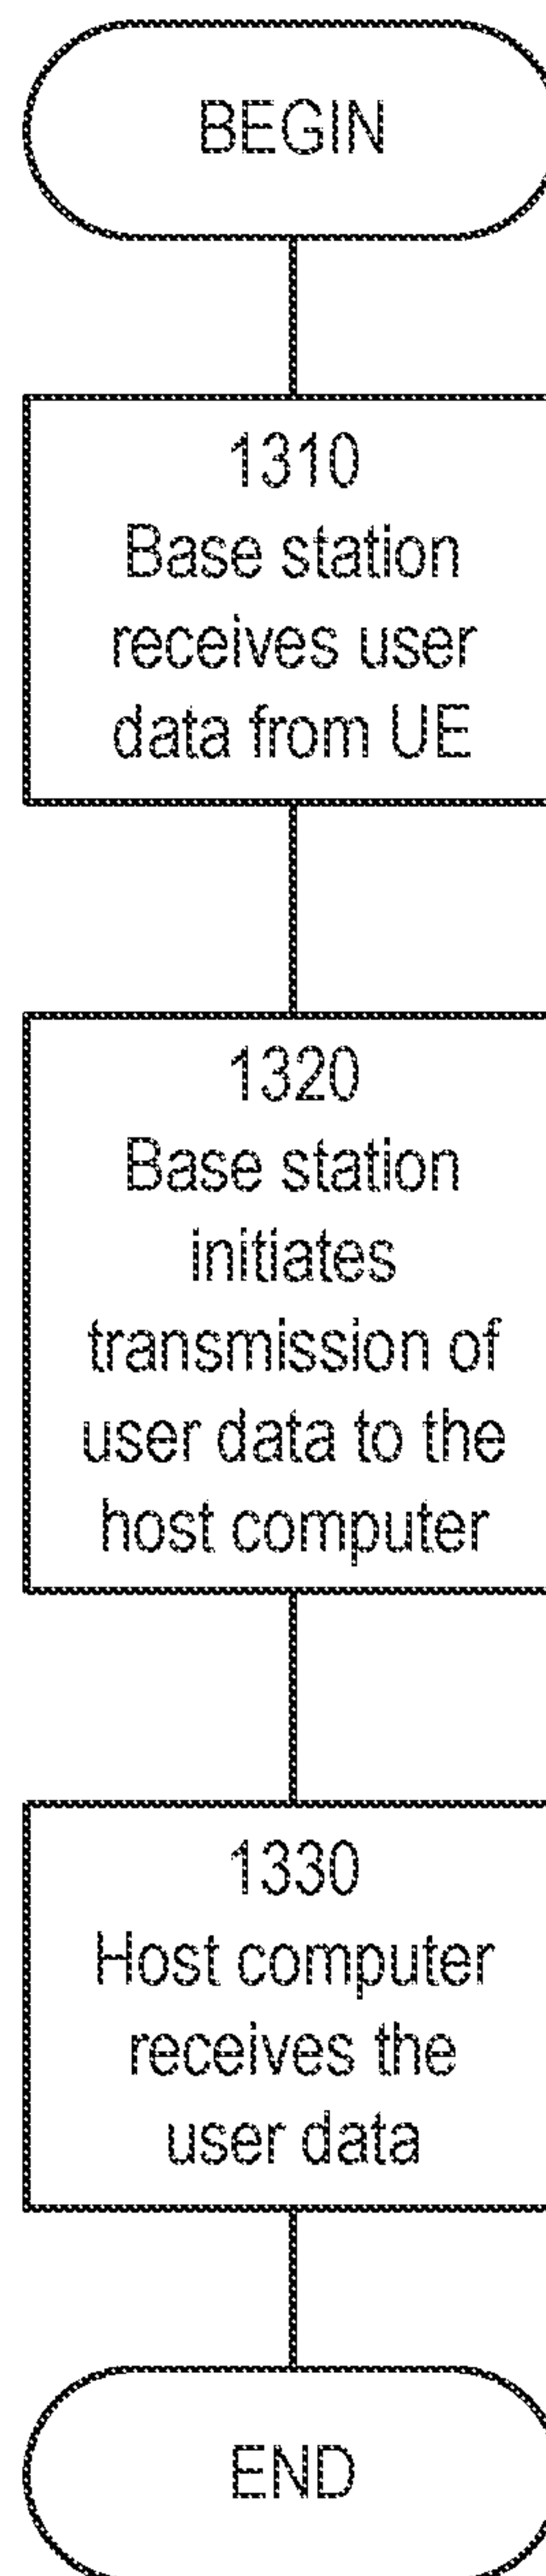 BEGIN
1310
Base station
receives user
data from UE
1320
Base station
initiates
transmission of
user data to the
host computer
1330
Host computer
receives the
user data
END